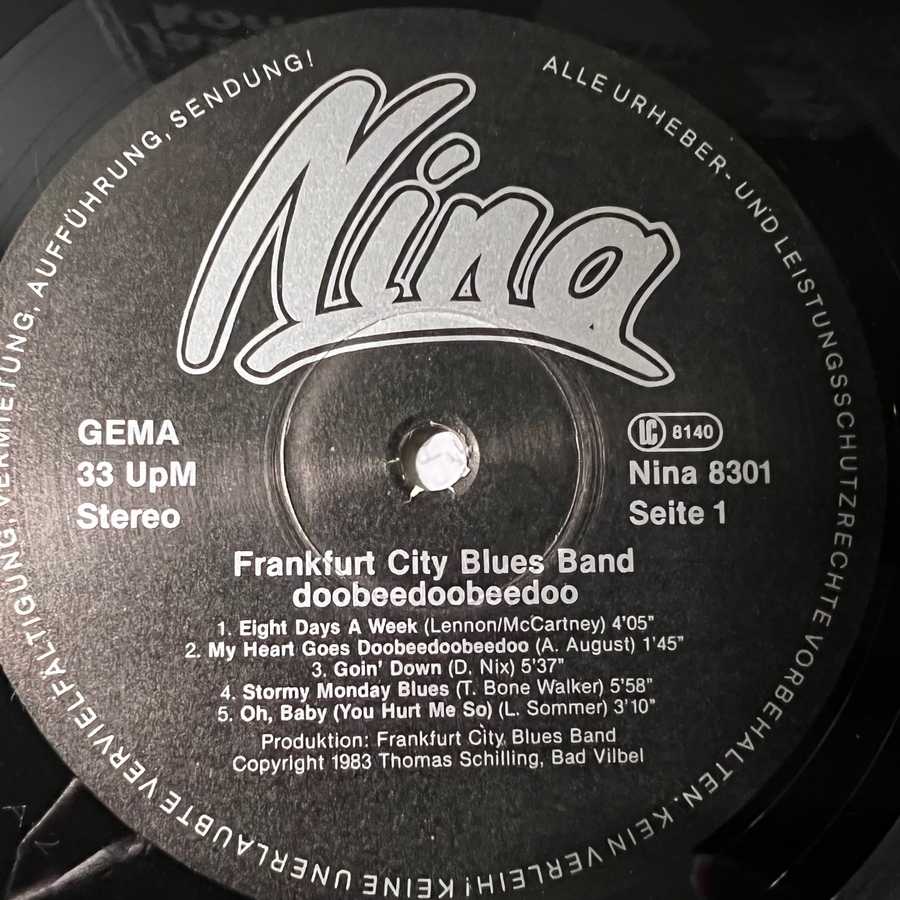 Nina
ALLE URHEBER- UND LEISTUNGSSCHUTZRECHTE VORBEHALTEN. KEIN VERLEIH! KEINE UNERLAUBTE VERVIELFÄLTIGUNG, VERMIETUNG, AUFFÜHRUNG, SENDUNG!
GEMA
33 UpM
Stereo
LC 8140
Nina 8301
Seite 1
Frankfurt City Blues Band
doobeedoobeedoo
1. Eight Days A Week (Lennon/McCartney) 4'05"
2. My Heart Goes Doobeedoobeedoo (A. August) 1'45"
3. Goin' Down (D. Nix) 5'37"
4. Stormy Monday Blues (T. Bone Walker) 5'58"
5. Oh, Baby (You Hurt Me So) (L. Sommer) 3'10"
Produktion: Frankfurt City Blues Band
Copyright 1983 Thomas Schilling, Bad Vilbel